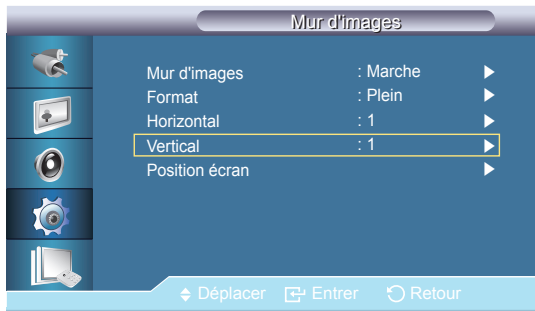 Mur d'images
Mur d'images : Marche
Format : Plein
Horizontal : 1
Vertical : 1
Position écran
Déplacer Entrer Retour